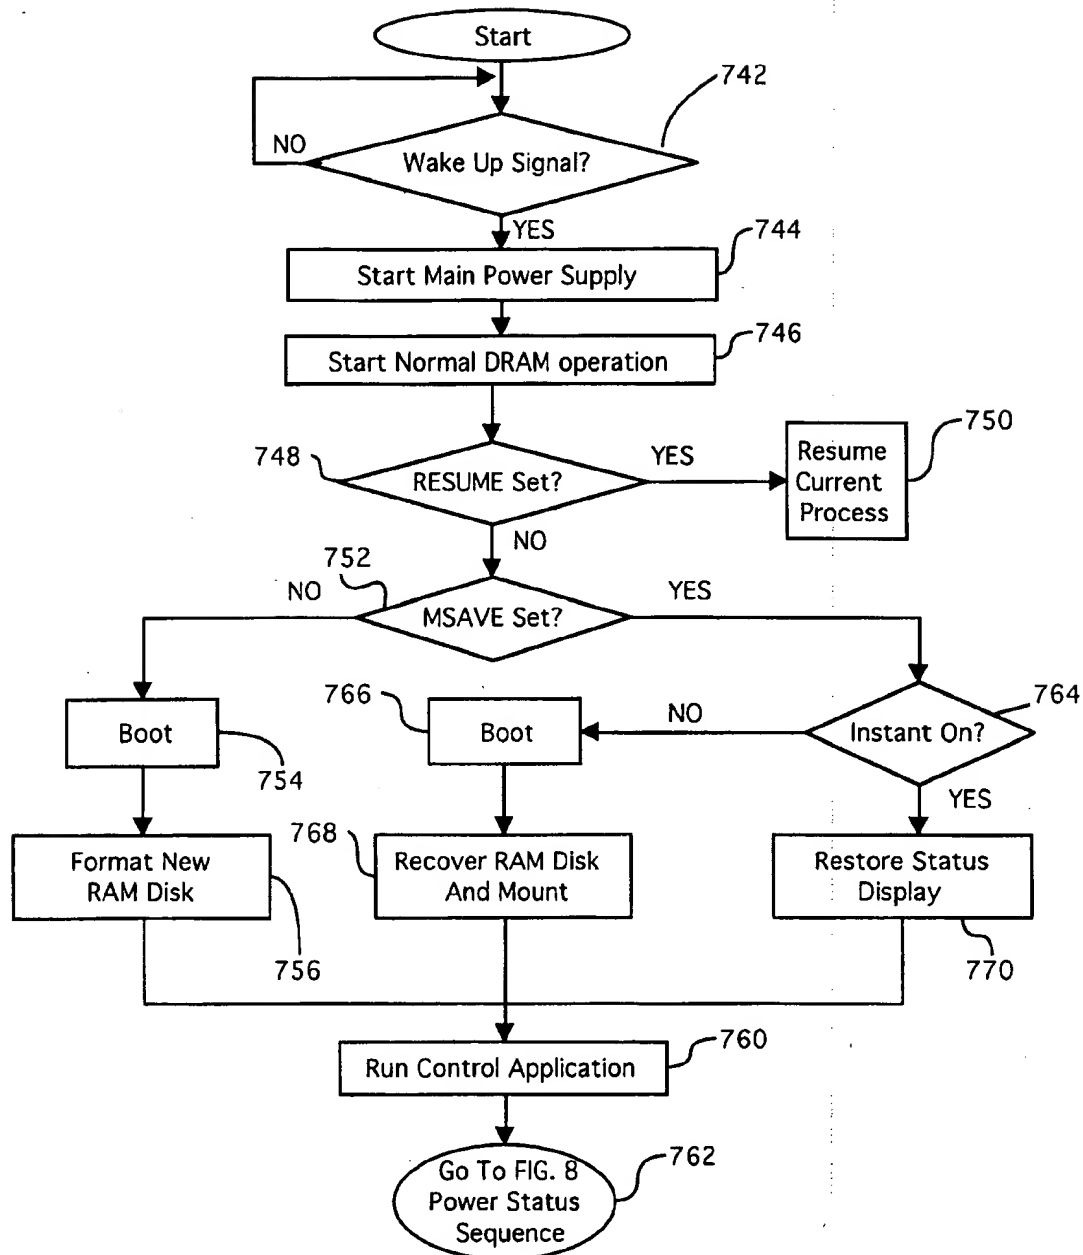 Start
742
NO
Wake Up Signal?
YES
744
Start Main Power Supply
746
Start Normal DRAM operation
748
RESUME Set?
YES
750
Resume
Current
Process
NO
752
NO
MSAVE Set?
YES
766
Boot
754
Boot
NO
764
Instant On?
YES
Format New
RAM Disk
756
768
Recover RAM Disk
And Mount
Restore Status
Display
770
760
Run Control Application
762
Go To FIG. 8
Power Status
Sequence